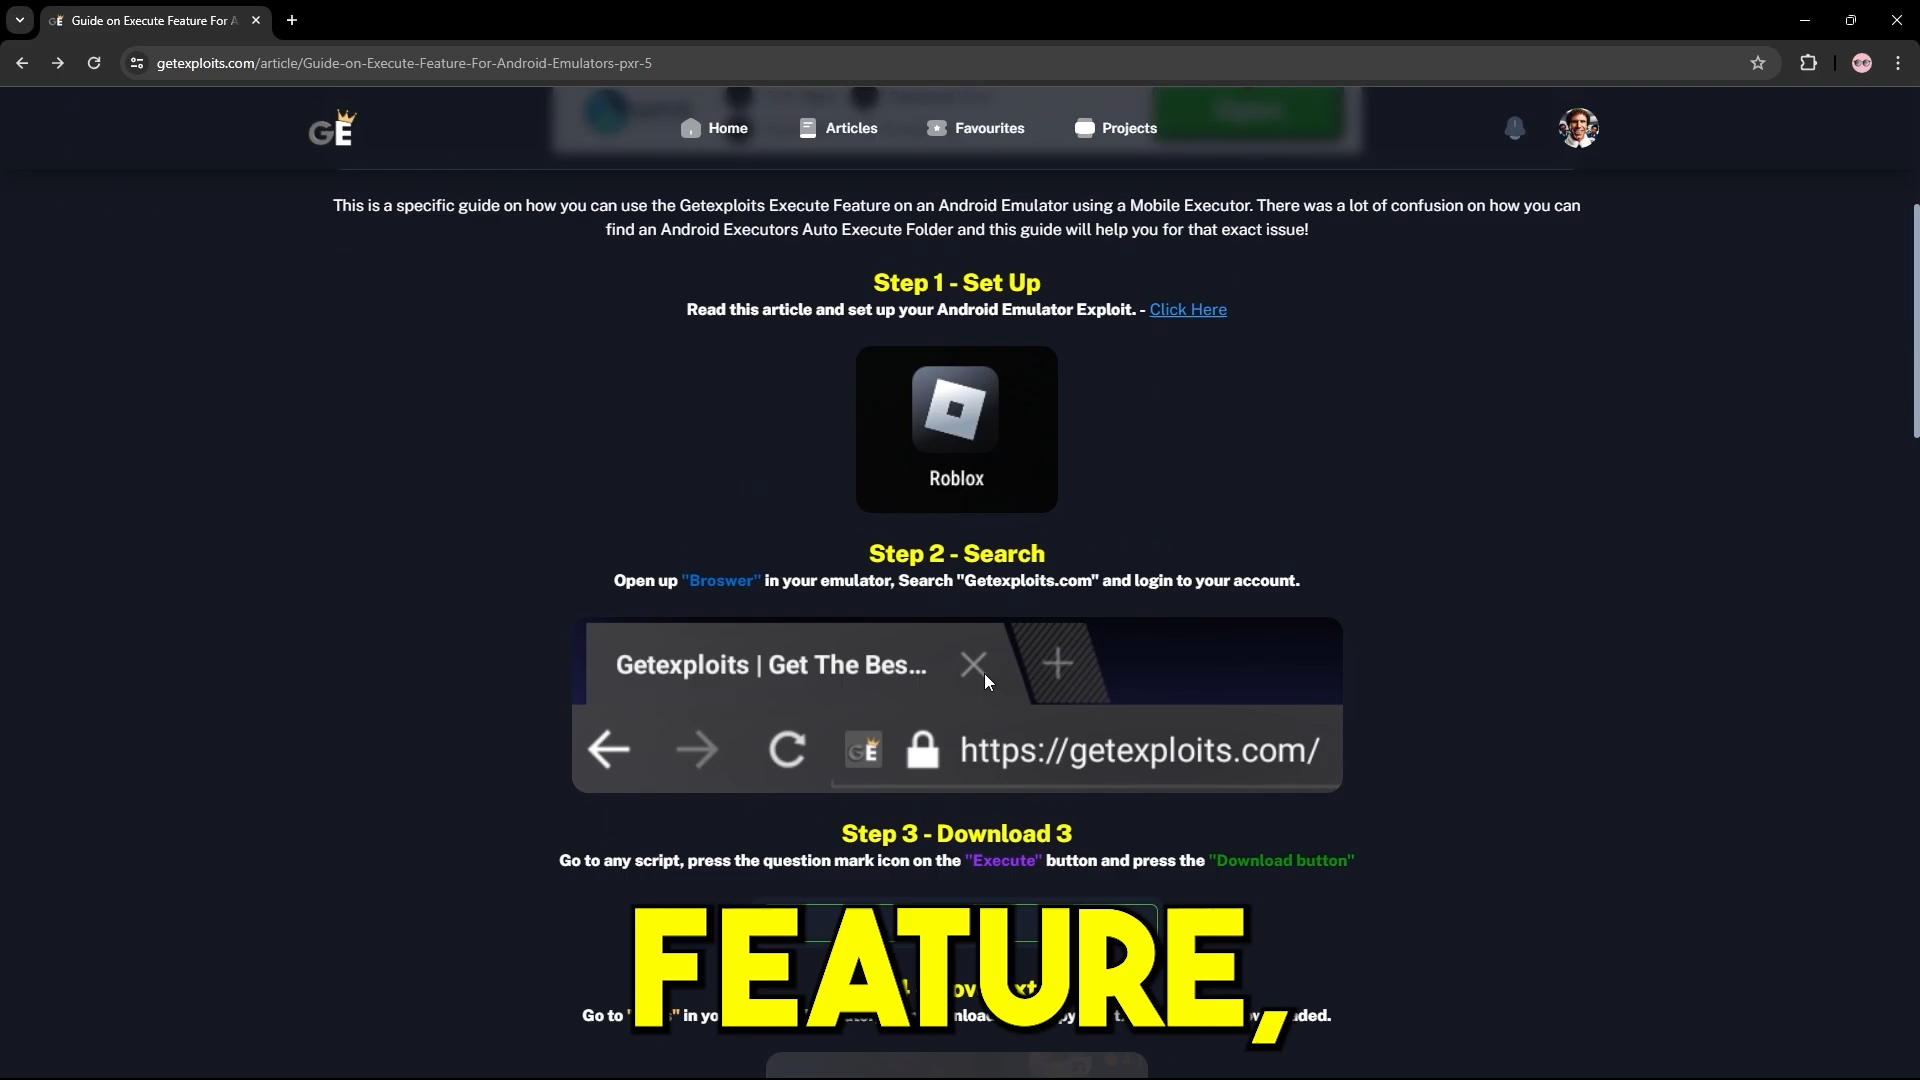 Guide on Execute Feature For A
getexploits.com/article/Guide-on-Execute-Feature-For-Android-Emulators-pxr-5
GE
Home
Articles
Favourites
Projects
This is a specific guide on how you can use the Getexploits Execute Feature on an Android Emulator using a Mobile Executor. There was a lot of confusion on how you can
find an Android Executors Auto Execute Folder and this guide will help you for that exact issue!
Step 1 - Set Up
Read this article and set up your Android Emulator Exploit. - Click Here
Roblox
Step 2 - Search
Open up "Broswer" in your emulator, Search "Getexploits.com" and login to your account.
Getexploits | Get The Bes...
GE https://getexploits.com/
Step 3 - Download 3
Go to any script, press the question mark icon on the "Execute" button and press the "Download button"
FEATURE,
Go to in